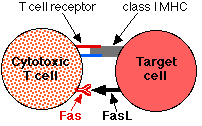 T cell receptor
class I MHC
Cytotoxic
T cell
Target
cell
Fas
FasL